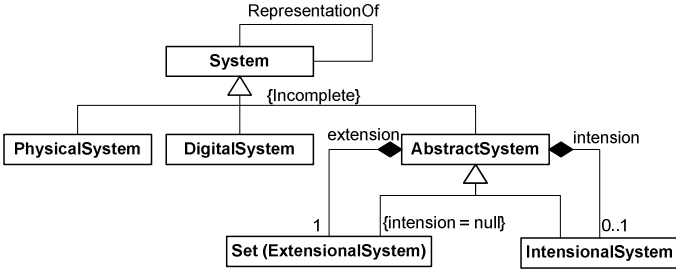 RepresentationOf
System
{Incomplete}
PhysicalSystem
DigitalSystem
extension
AbstractSystem
intension
1
{intension = null}
0..1
Set (ExtensionalSystem)
IntensionalSystem